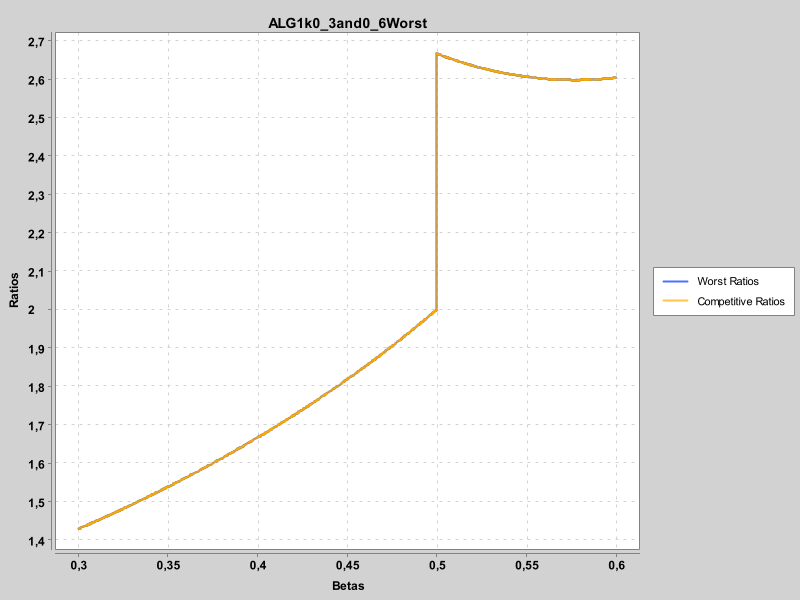 ALG1k0_3and0_6Worst
2,7
2,6
2,5
2,4
2,3
2,2
2,1
2
1,9
1,8
1,7
1,6
1,5
1,4
Ratios
0,3 0,35 0,4 0,45 0,5 0,55 0,6
Betas
Worst Ratios
Competitive Ratios